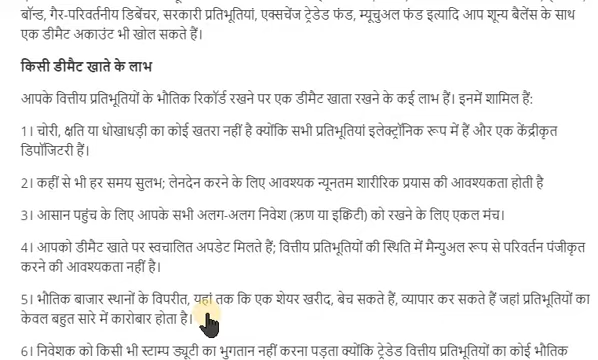 बॉन्ड, गैर-परिवर्तनीय डिबेंचर, सरकारी प्रतिभूतियां, एक्सचेंज ट्रेडेड फंड, म्यूचुअल फंड इत्यादि आप शून्य बैलेंस के साथ
एक डीमैट अकाउंट भी खोल सकते हैं।
किसी डीमैट खाते के लाभ
आपके वित्तीय प्रतिभूतियों के भौतिक रिकॉर्ड रखने पर एक डीमैट खाता रखने के कई लाभ हैं। इनमें शामिल हैं:
1। चोरी, क्षति या धोखाधड़ी का कोई खतरा नहीं है क्योंकि सभी प्रतिभूतियां इलेक्ट्रॉनिक रूप में हैं और एक केंद्रीकृत
डिपॉजिटरी हैं।
2। कहीं से भी हर समय सुलभ; लेनदेन करने के लिए आवश्यक न्यूनतम शारीरिक प्रयास की आवश्यकता होती है
3। आसान पहुंच के लिए आपके सभी अलग-अलग निवेश (ऋण या इक्विटी) को रखने के लिए एकल मंच।
4। आपको डीमैट खाते पर स्वचालित अपडेट मिलते हैं; वित्तीय प्रतिभूतियों की स्थिति में मैन्युअल रूप से परिवर्तन पंजीकृत
करने की आवश्यकता नहीं है।
5। भौतिक बाजार स्थानों के विपरीत, यहां तक कि एक शेयर खरीद, बेच सकते हैं, व्यापार कर सकते हैं जहां प्रतिभूतियों का
केवल बहुत सारे में कारोबार होता है।
6। निवेशक को किसी भी स्टाम्प ड्यूटी का भुगतान नहीं करना पड़ता क्योंकि ट्रेडेड वित्तीय प्रतिभूतियों का कोई भौतिक